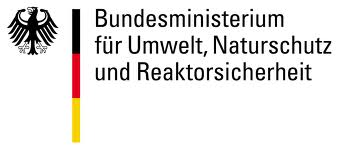 Bundesministerium
für Umwelt, Naturschutz
und Reaktorsicherheit